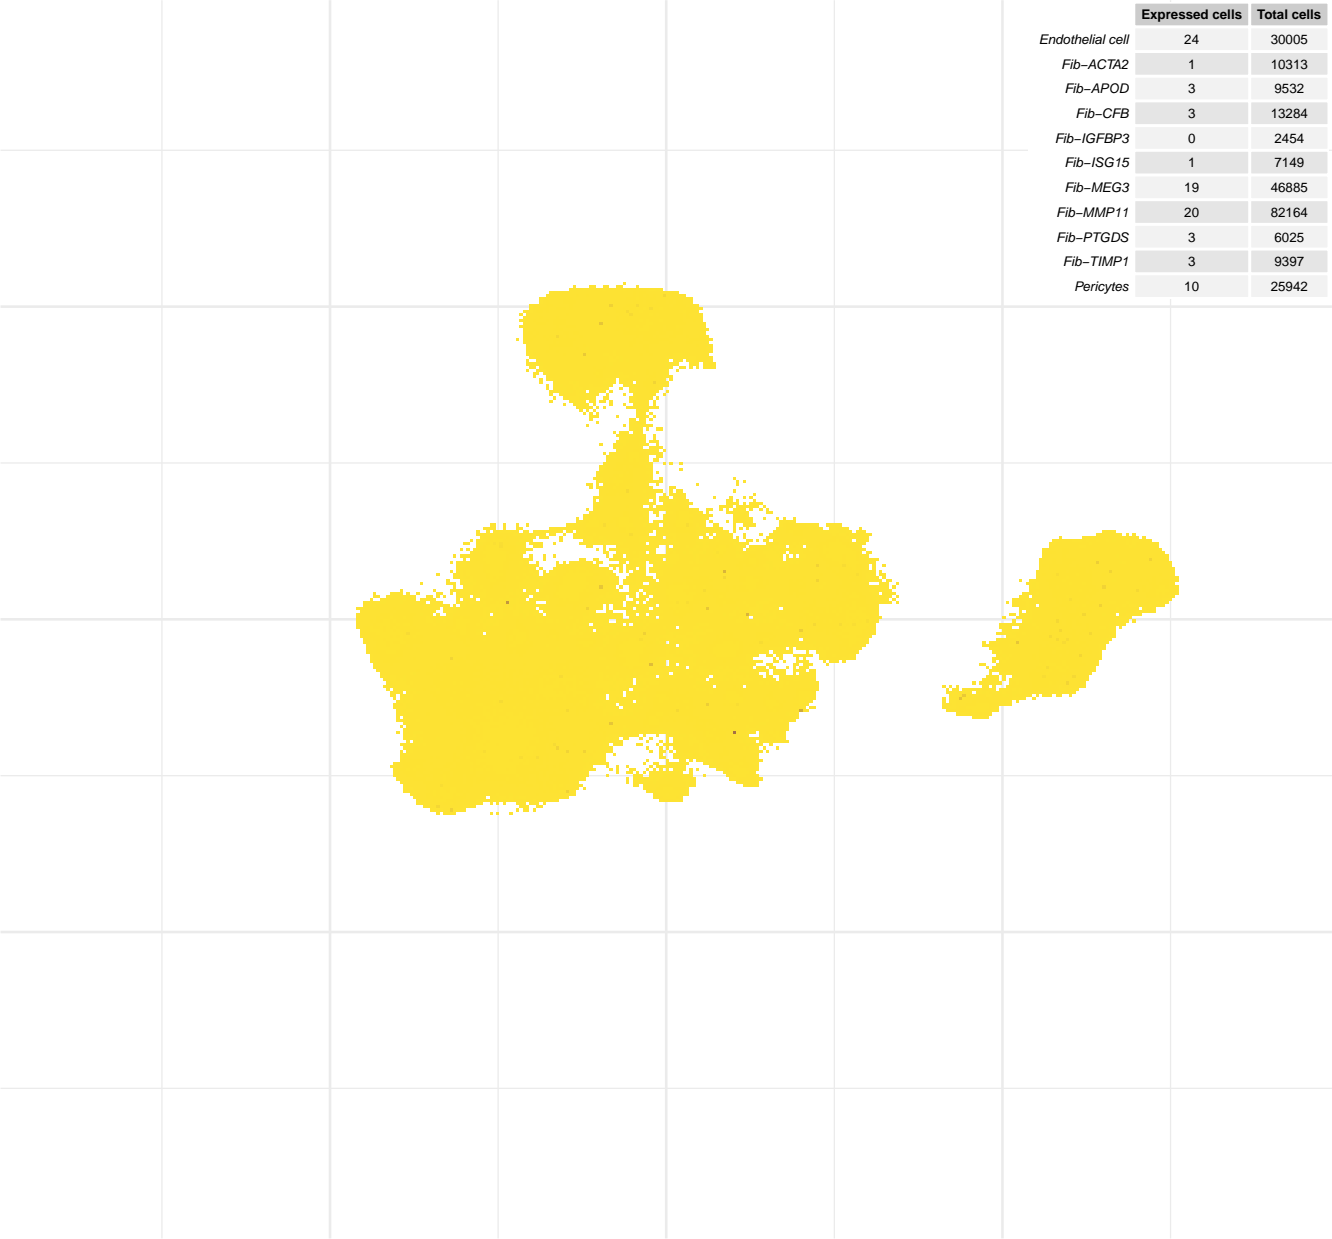 Expressed cells Total cells
Endothelial cell 24 30005
Fib−ACTA2 1 10313
Fib−APOD 3 9532
Fib−CFB 3 13284
Fib−IGFBP3 0 2454
Fib−ISG15 1 7149
Fib−MEG3 19 46885
Fib−MMP11 20 82164
Fib−PTGDS 3 6025
Fib−TIMP1 3 9397
Pericytes 10 25942